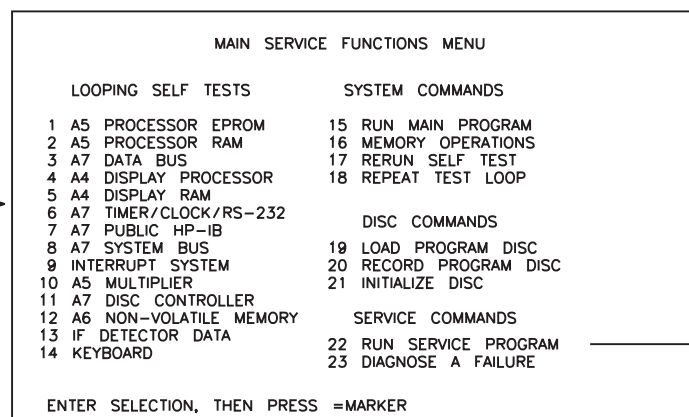 MAIN SERVICE FUNCTIONS MENU
LOOPING SELF TESTS
1 A5 PROCESSOR EPROM
2 A5 PROCESSOR RAM
3 A7 DATA BUS
4 A4 DISPLAY PROCESSOR
5 A4 DISPLAY RAM
6 A7 TIMER/CLOCK/RS-232
7 A7 PUBLIC HP-IB
8 A7 SYSTEM BUS
9 INTERRUPT SYSTEM
10 A5 MULTIPLIER
11 A7 DISC CONTROLLER
12 A6 NON-VOLATILE MEMORY
13 IF DETECTOR DATA
14 KEYBOARD
SYSTEM COMMANDS
15 RUN MAIN PROGRAM
16 MEMORY OPERATIONS
17 RERUN SELF TEST
18 REPEAT TEST LOOP
DISC COMMANDS
19 LOAD PROGRAM DISC
20 RECORD PROGRAM DISC
21 INITIALIZE DISC
SERVICE COMMANDS
22 RUN SERVICE PROGRAM
23 DIAGNOSE A FAILURE
ENTER SELECTION, THEN PRESS =MARKER